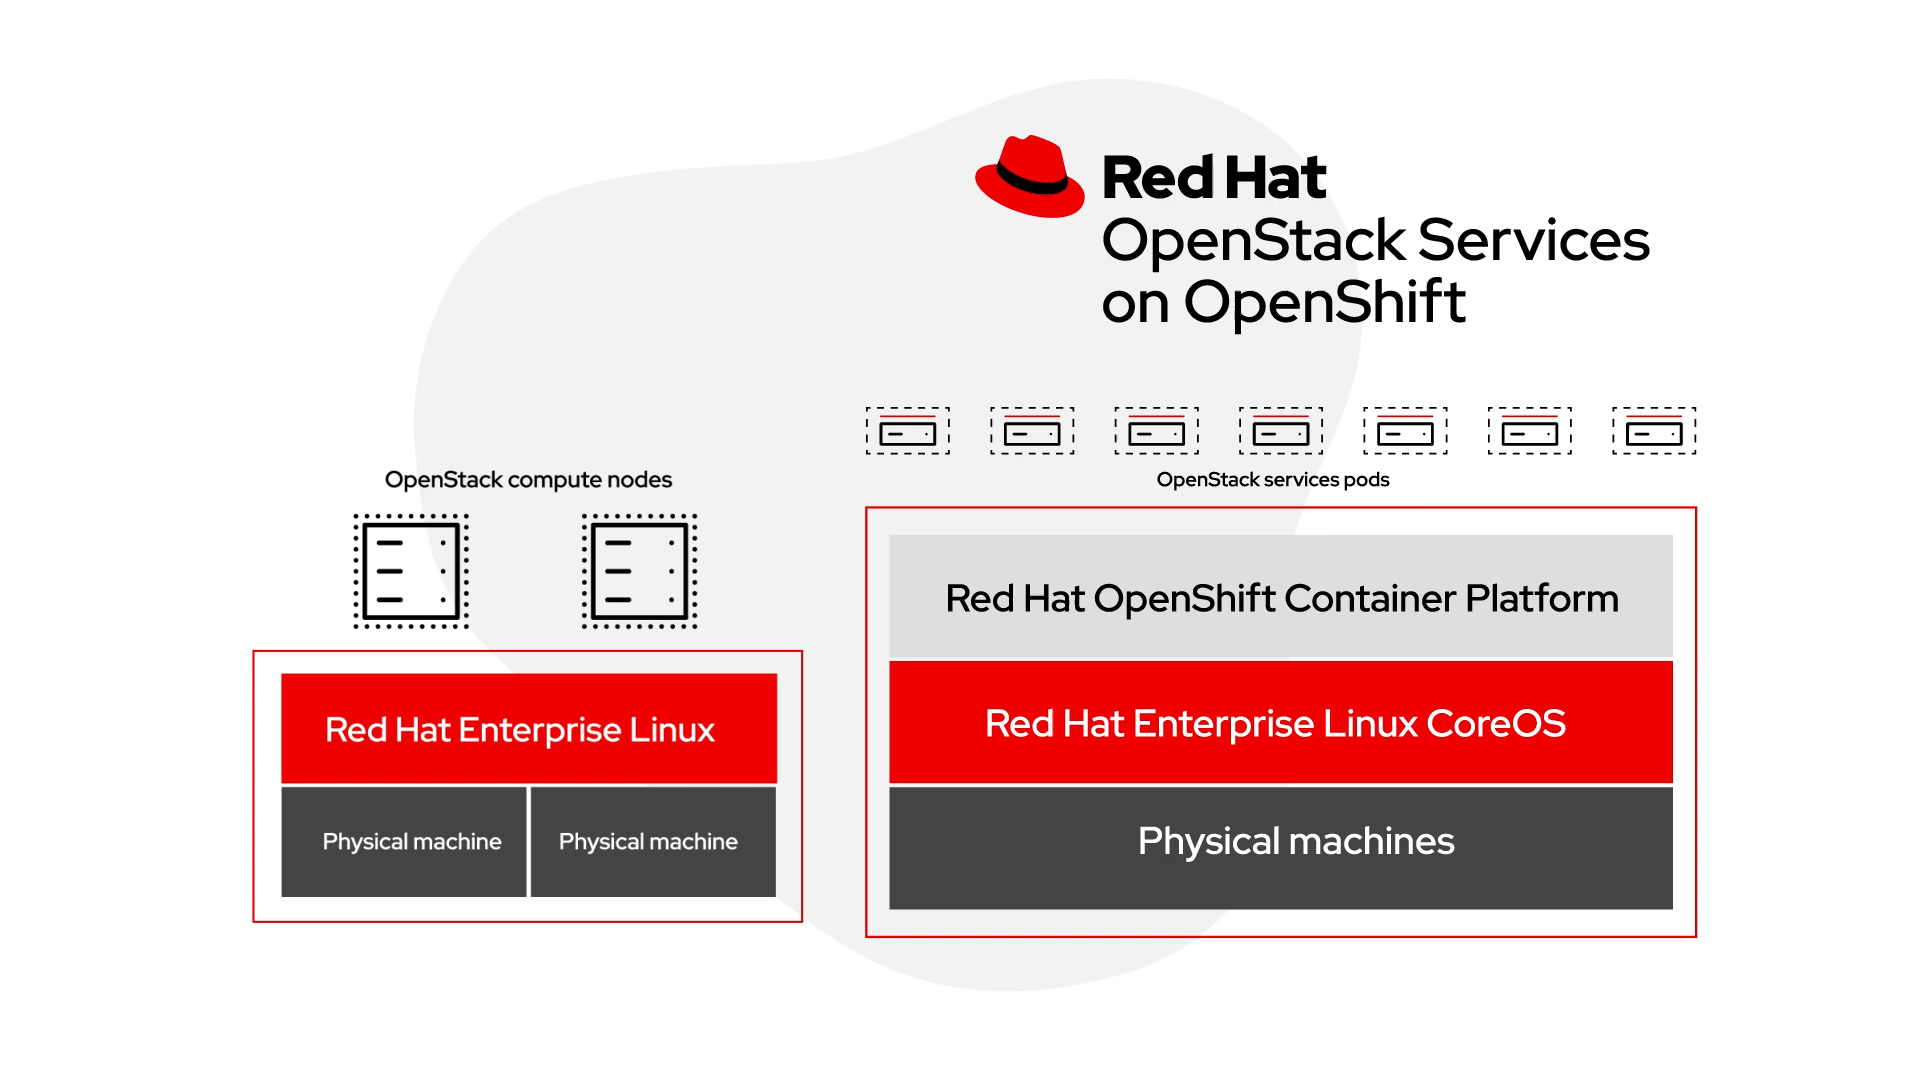 Red Hat
OpenStack Services
on OpenShift
OpenStack compute nodes
Red Hat Enterprise Linux
Physical machine
Physical machine
OpenStack services pods
Red Hat OpenShift Container Platform
Red Hat Enterprise Linux CoreOS
Physical machines